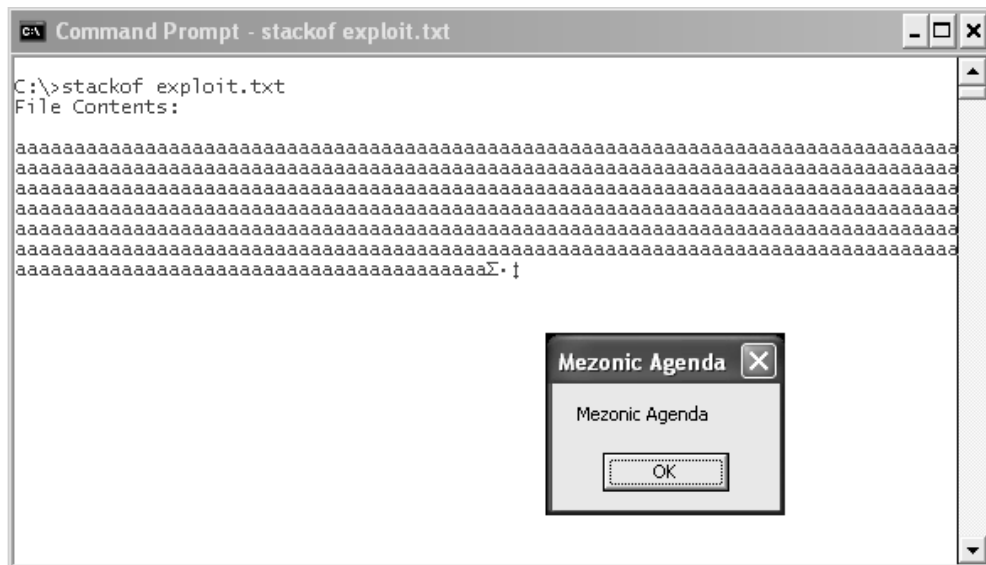 Command Prompt - stackof exploit.txt
C:\>stackof exploit.txt
File Contents:
aaaaaaaaaaaaaaaaaaaaaaaaaaaaaaaaaaaaaaaaaaaaaaaaaaaaaaaaaaaaaaaaaaaaaaaaaaaaaaaa
aaaaaaaaaaaaaaaaaaaaaaaaaaaaaaaaaaaaaaaaaaaaaaaaaaaaaaaaaaaaaaaaaaaaaaaaaaaaaaaa
aaaaaaaaaaaaaaaaaaaaaaaaaaaaaaaaaaaaaaaaaaaaaaaaaaaaaaaaaaaaaaaaaaaaaaaaaaaaaaaa
aaaaaaaaaaaaaaaaaaaaaaaaaaaaaaaaaaaaaaaaaaaaaaaaaaaaaaaaaaaaaaaaaaaaaaaaaaaaaaaa
aaaaaaaaaaaaaaaaaaaaaaaaaaaaaaaaaaaaaaaaaaaaaaaaaaaaaaaaaaaaaaaaaaaaaaaaaaaaaaaa
aaaaaaaaaaaaaaaaaaaaaaaaaaaaaaaaaaaaaaaaaaaaaaaaaaaaaaaaaaaaaaaaaaaaaaaaaaaaaaaa
aaaaaaaaaaaaaaaaaaaaaaaaaaaaaaaaaaaaaaaaΣ·↕
Mezonic Agenda
Mezonic Agenda
OK